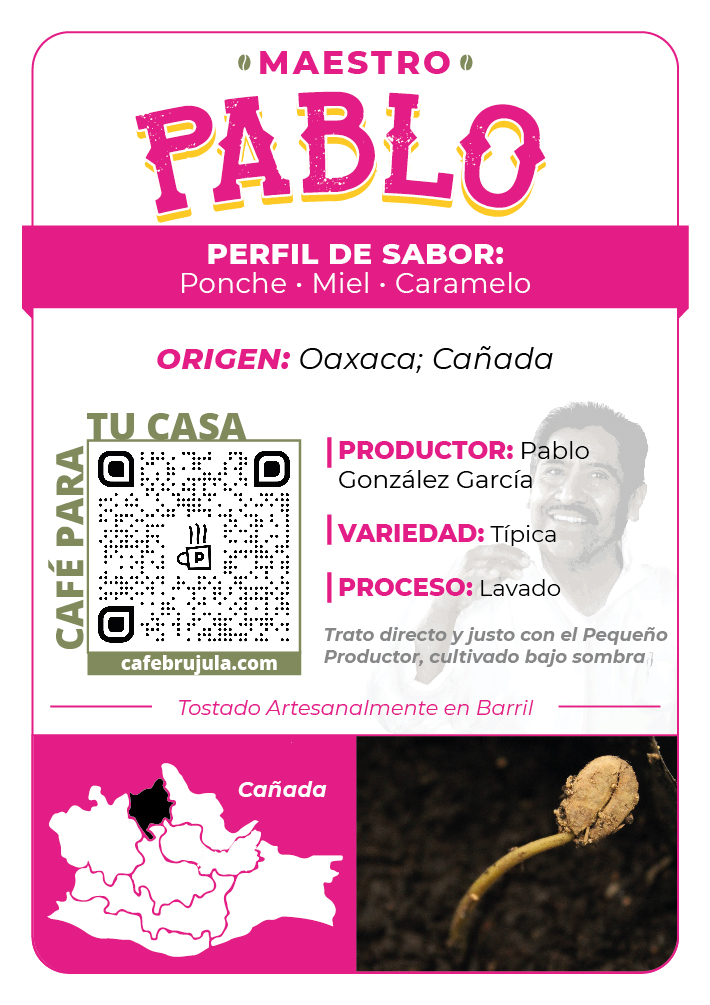 MAESTRO
PABLO
PERFIL DE SABOR:
Ponche • Miel • Caramelo
ORIGEN: Oaxaca; Cañada
TU CASA
CAFÉ PARA
P
cafebrujula.com
PRODUCTOR: Pablo
González García
VARIEDAD: Típica
PROCESO: Lavado
Trato directo y justo con el Pequeño
Productor, cultivado bajo sombra
Tostado Artesanalmente en Barril
Cañada